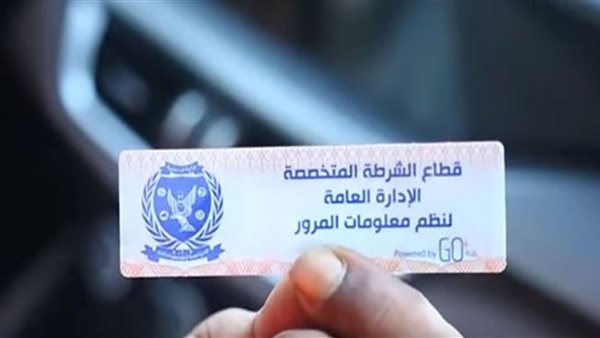 قطاع الشرطة المتخصصة
الإدارة العامة
لنظم معلومات المرور
Powered by GO+